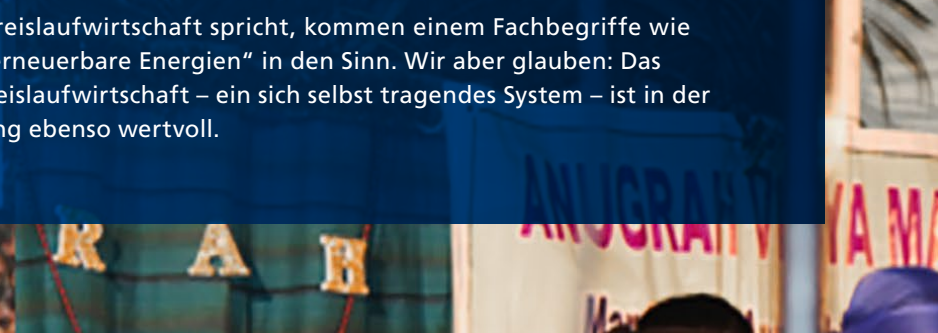 reislaufwirtschaft spricht, kommen einem Fachbegriffe wie
rneuerbare Energien“ in den Sinn. Wir aber glauben: Das
eislaufwirtschaft – ein sich selbst tragendes System – ist in der
ng ebenso wertvoll.
ANUGRAH V YA MA
R A H